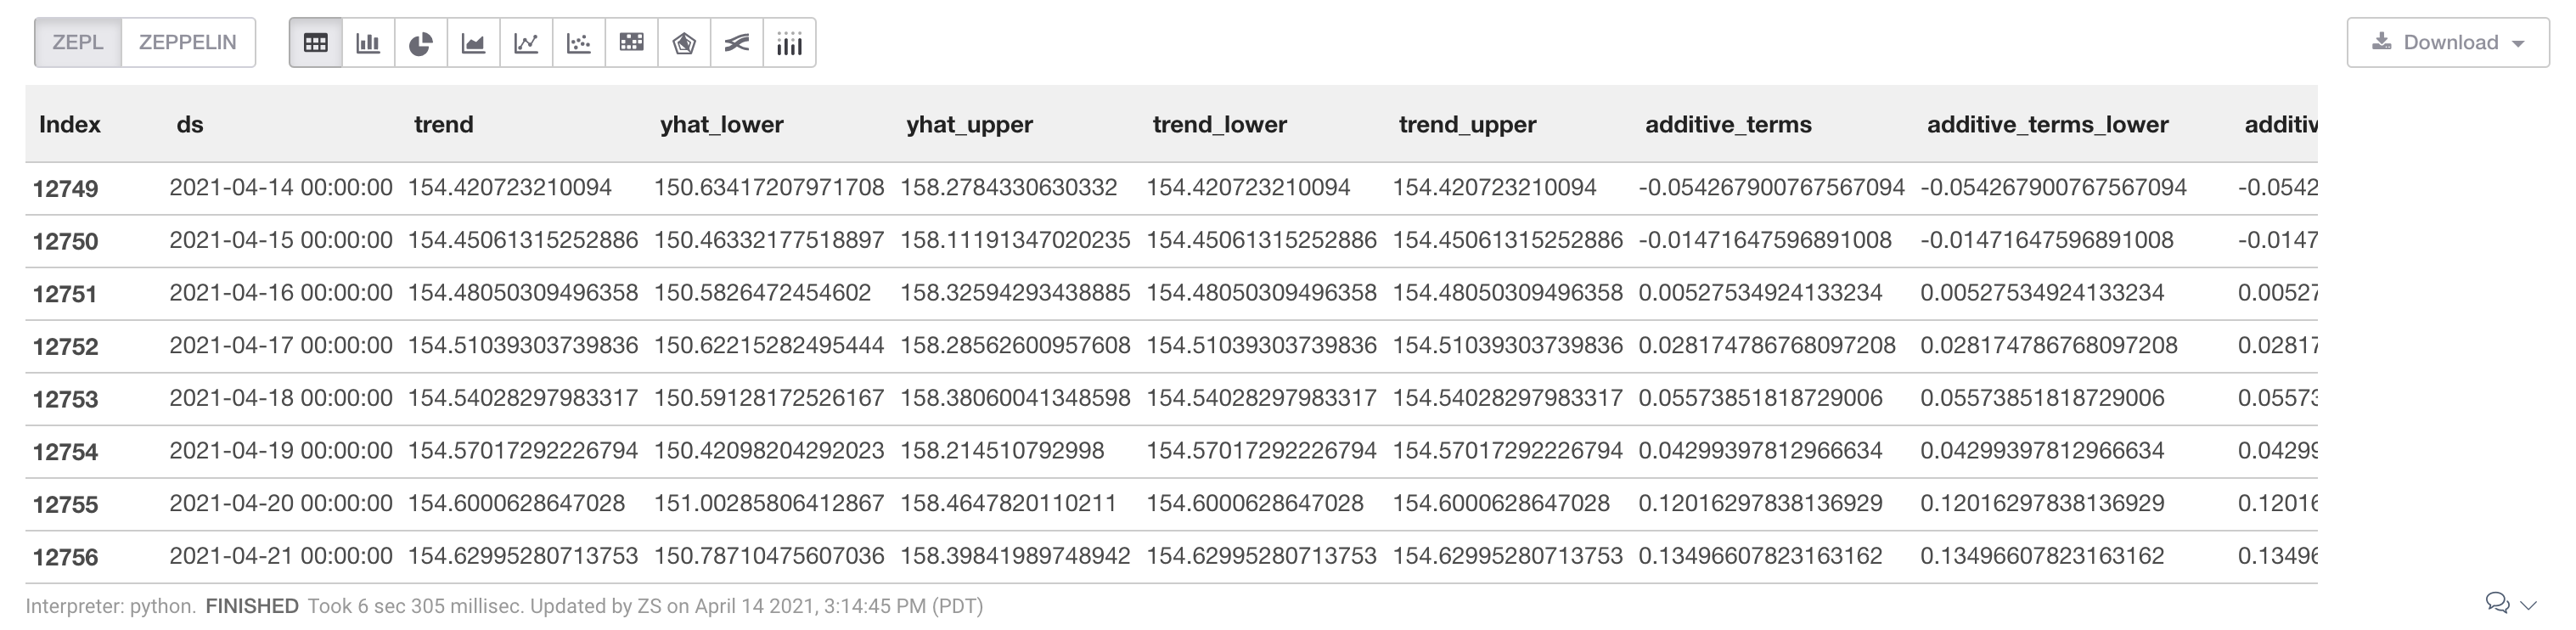 ZEPL ZEPPELIN Download
Index ds trend yhat_lower yhat_upper trend_lower trend_upper additive_terms additive_terms_lower additiv
12749 2021-04-14 00:00:00 154.420723210094 150.63417207971708 158.2784330630332 154.420723210094 154.420723210094 -0.054267900767567094 -0.054267900767567094 -0.0542
12750 2021-04-15 00:00:00 154.45061315252886 150.46332177518897 158.11191347020235 154.45061315252886 154.45061315252886 -0.01471647596891008 -0.01471647596891008 -0.0147
12751 2021-04-16 00:00:00 154.48050309496358 150.5826472454602 158.32594293438885 154.48050309496358 154.48050309496358 0.00527534924133234 0.00527534924133234 0.00527
12752 2021-04-17 00:00:00 154.51039303739836 150.62215282495444 158.28562600957608 154.51039303739836 154.51039303739836 0.028174786768097208 0.028174786768097208 0.02817
12753 2021-04-18 00:00:00 154.54028297983317 150.59128172526167 158.38060041348598 154.54028297983317 154.54028297983317 0.05573851818729006 0.05573851818729006 0.05573
12754 2021-04-19 00:00:00 154.57017292226794 150.42098204292023 158.214510792998 154.57017292226794 154.57017292226794 0.04299397812966634 0.04299397812966634 0.04299
12755 2021-04-20 00:00:00 154.6000628647028 151.00285806412867 158.4647820110211 154.6000628647028 154.6000628647028 0.12016297838136929 0.12016297838136929 0.12016
12756 2021-04-21 00:00:00 154.62995280713753 150.78710475607036 158.39841989748942 154.62995280713753 154.62995280713753 0.13496607823163162 0.13496607823163162 0.13496
Interpreter: python. FINISHED Took 6 sec 305 millisec. Updated by ZS on April 14 2021, 3:14:45 PM (PDT)